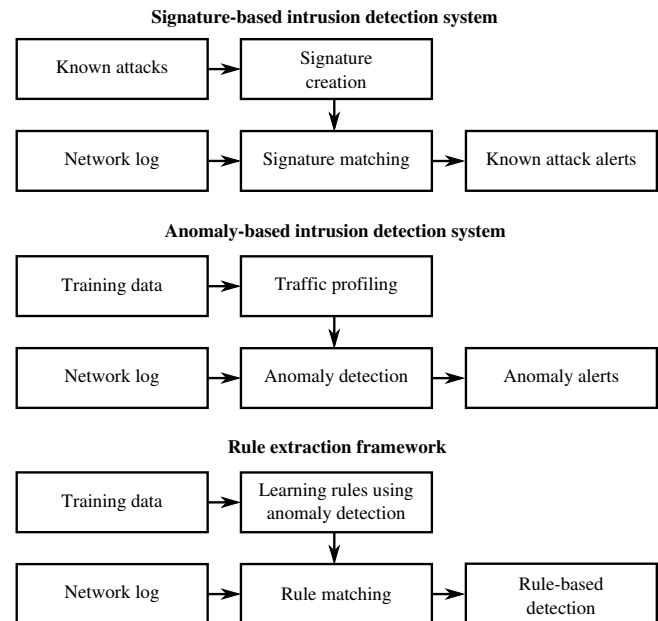 Signature-based intrusion detection system
Known attacks
Signature
creation
Network log
Signature matching
Known attack alerts
Anomaly-based intrusion detection system
Training data
Traffic profiling
Network log
Anomaly detection
Anomaly alerts
Rule extraction framework
Training data
Learning rules using
anomaly detection
Network log
Rule matching
Rule-based
detection